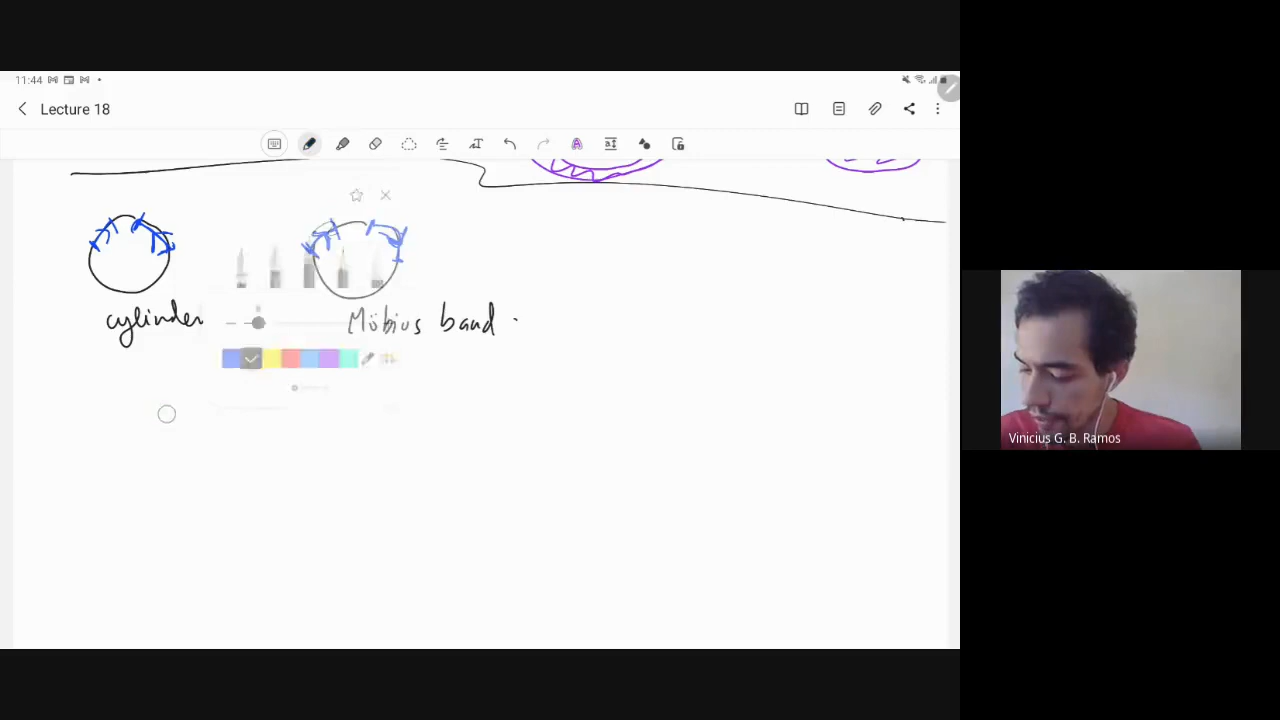 11:44
Lecture 18
cylinder
Möbius band
Vinicius G. B. Ramos